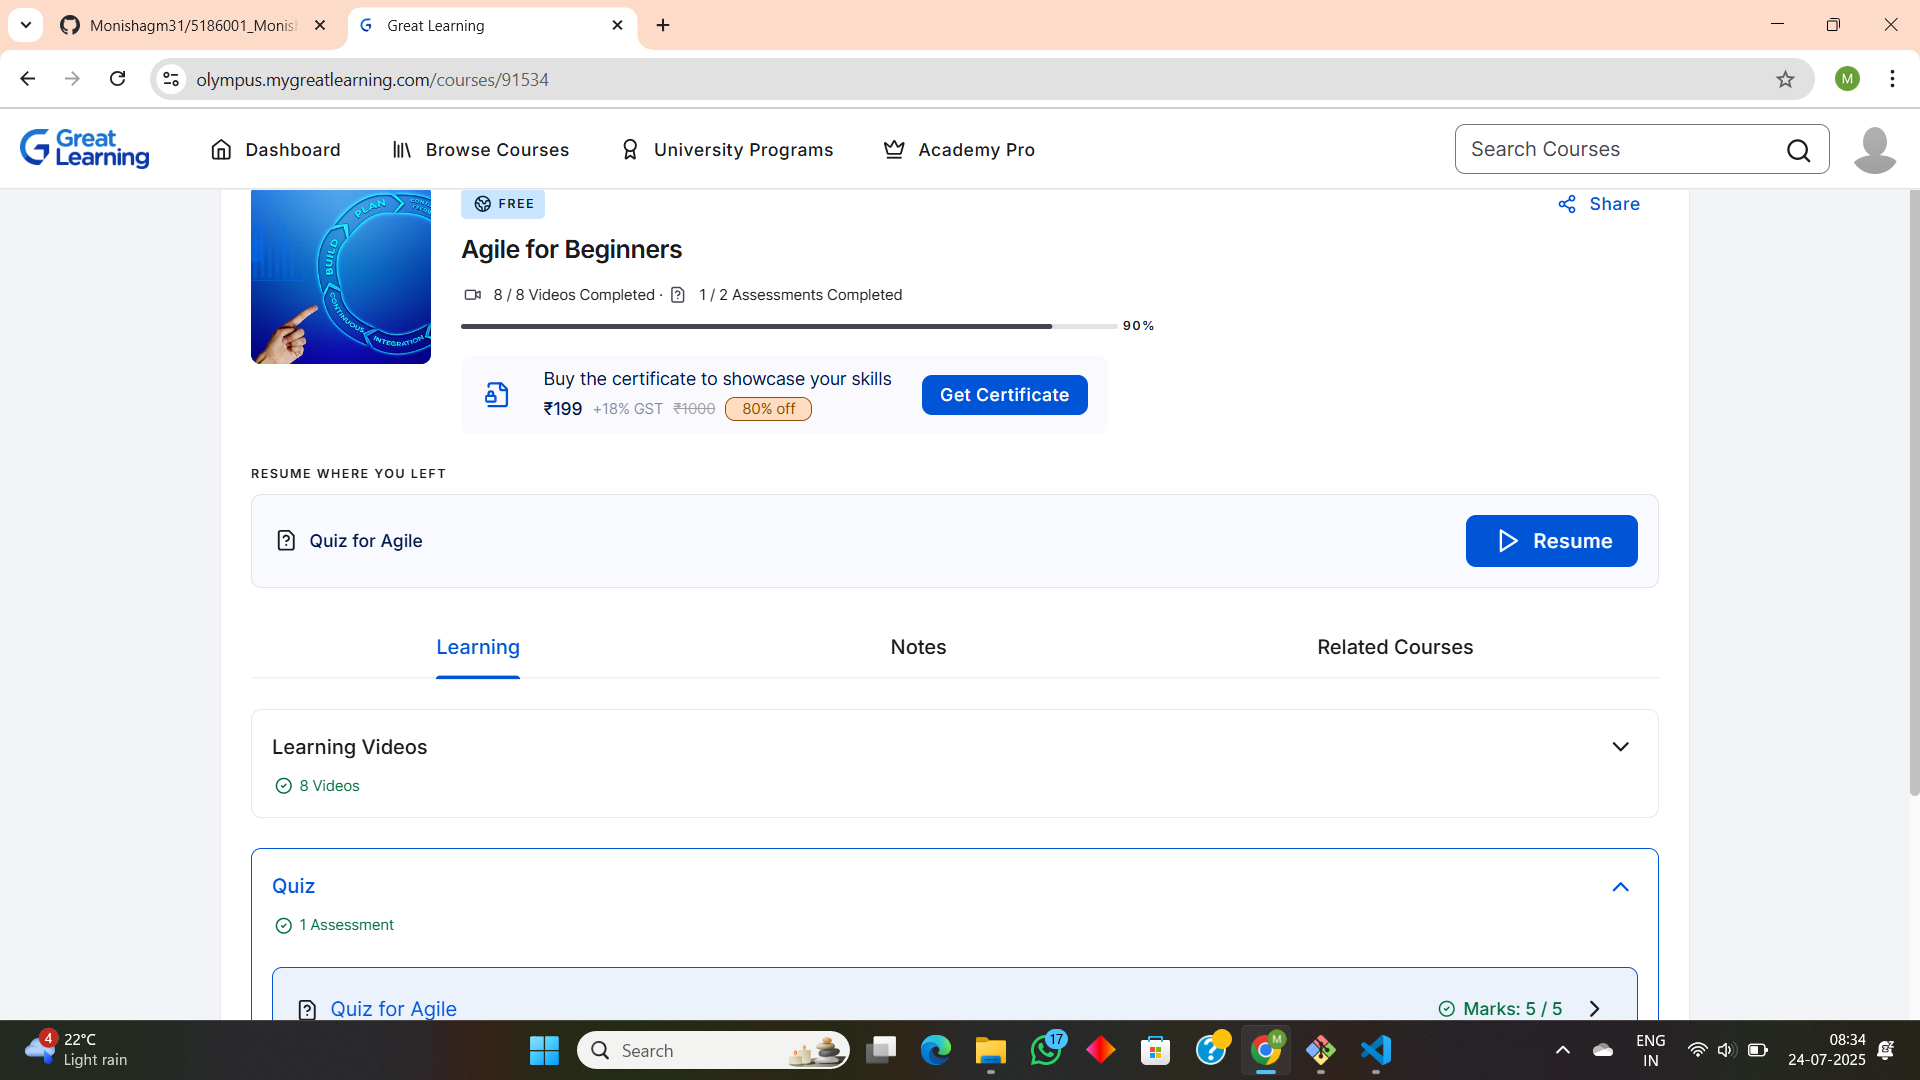 Monishagm31/5186001_Monish
Great Learning
olympus.mygreatlearning.com/courses/91534
M
Great
Learning
Dashboard
Browse Courses
University Programs
Academy Pro
Search Courses
PLAN
BUILD
CONTINUOUS
INTEGRATION
FREE
Share
Agile for Beginners
8 / 8 Videos Completed · 1 / 2 Assessments Completed
90%
Buy the certificate to showcase your skills
₹199 +18% GST ₹1000 80% off
Get Certificate
RESUME WHERE YOU LEFT
Quiz for Agile
Resume
Learning
Notes
Related Courses
Learning Videos
8 Videos
Quiz
1 Assessment
Quiz for Agile
Marks: 5 / 5
4
22°C
Light rain
Search
17
M
ENG
IN
08:34
24-07-2025